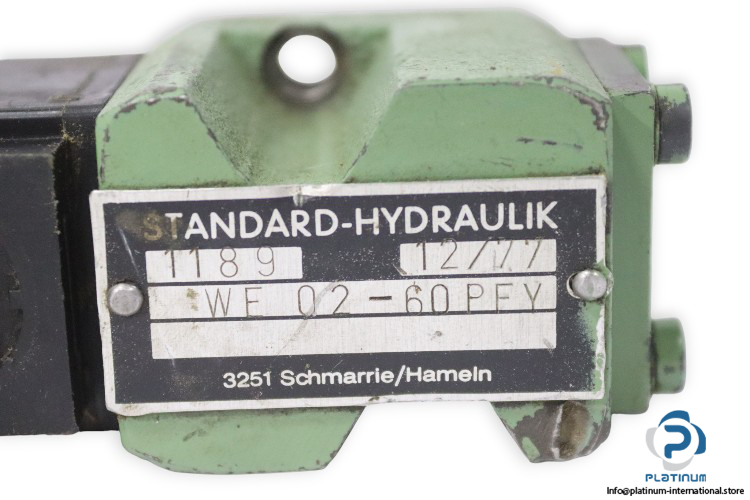 STANDARD-HYDRAULIK
1189 12/77
WE 02-60PFY
3251 Schmarrie/Hameln
PLATINUM
Info@platinum-international.store